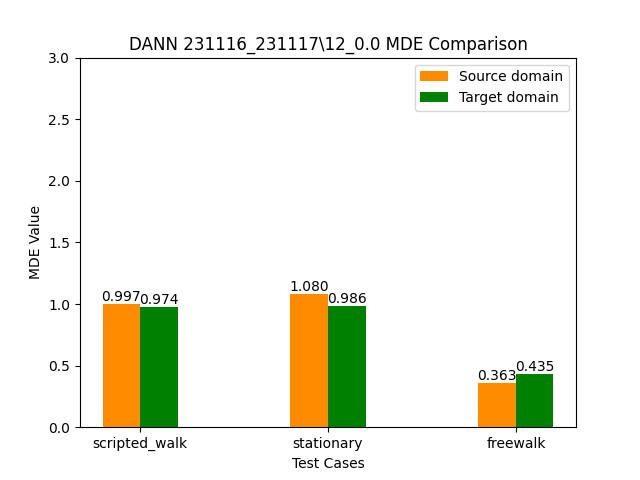 DANN 231116_231117\12_0.0 MDE Comparison
Source domain
Target domain
MDE Value
3.0
2.5
2.0
1.5
1.0
0.5
0.0
0.997
0.974
1.080
0.986
0.363
0.435
scripted_walk
stationary
freewalk
Test Cases